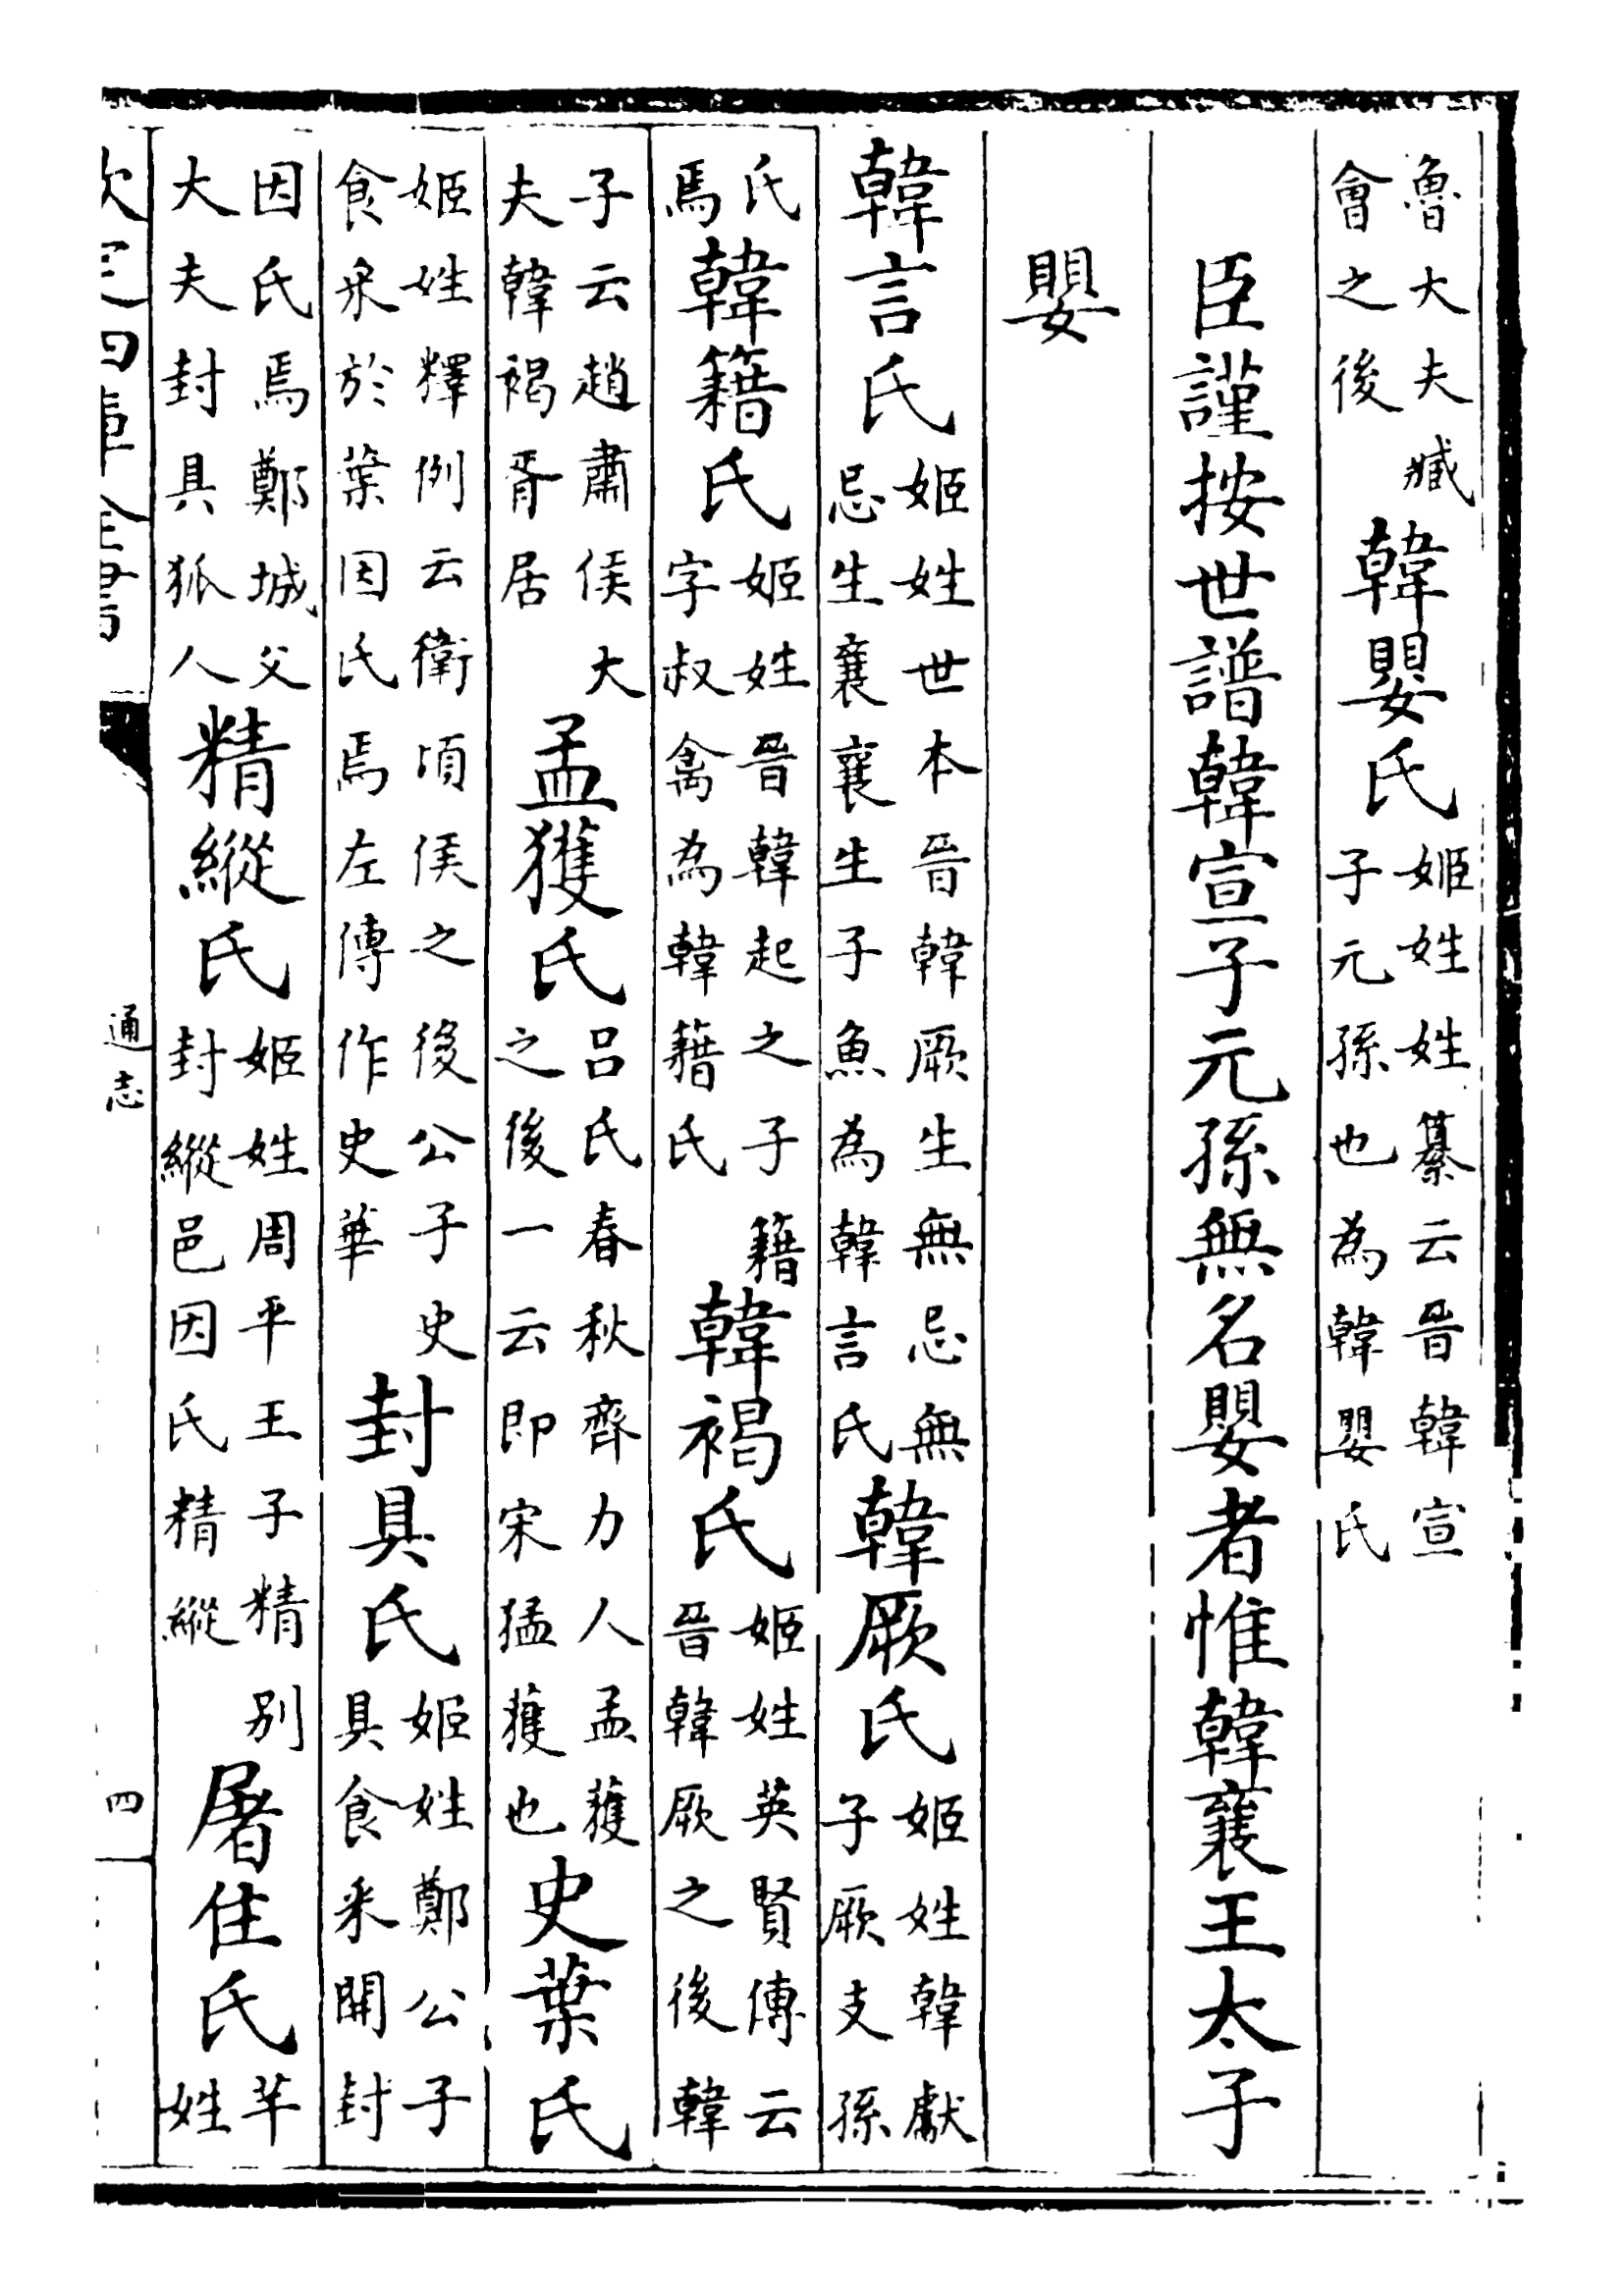 魯大夫臧會之後韓嬰氏姬姓姓纂云晉韓宣子元孫也為韓嬰氏
臣謹按世譜韓宣子元孫無名嬰者惟韓襄王太子
嬰
韓言氏姬姓世本晉韓厥生無忌無忌生襄襄生子魚為韓言氏韓厥氏姬姓韓獻子厥支孫
氏焉韓籍氏姬姓晉韓起之子籍字叔禽為韓藉氏韓褐氏姬姓英賢傳云晉韓厥之後韓
子云趙肅侯大夫韓褐胥居孟獲氏呂氏春秋齊力人孟獲之後一云即宋猛獲也史葉氏
姬姓釋例云衛頃侯之後公子史食采於葉因氏焉左傳作史華封具氏姬姓鄭公子具食采開封
因氏焉鄭城父大夫封具狐人精縱氏姬姓周平王子精別封縱邑因氏精縱屠住氏芊姓
欽定四庫全書
通志
四